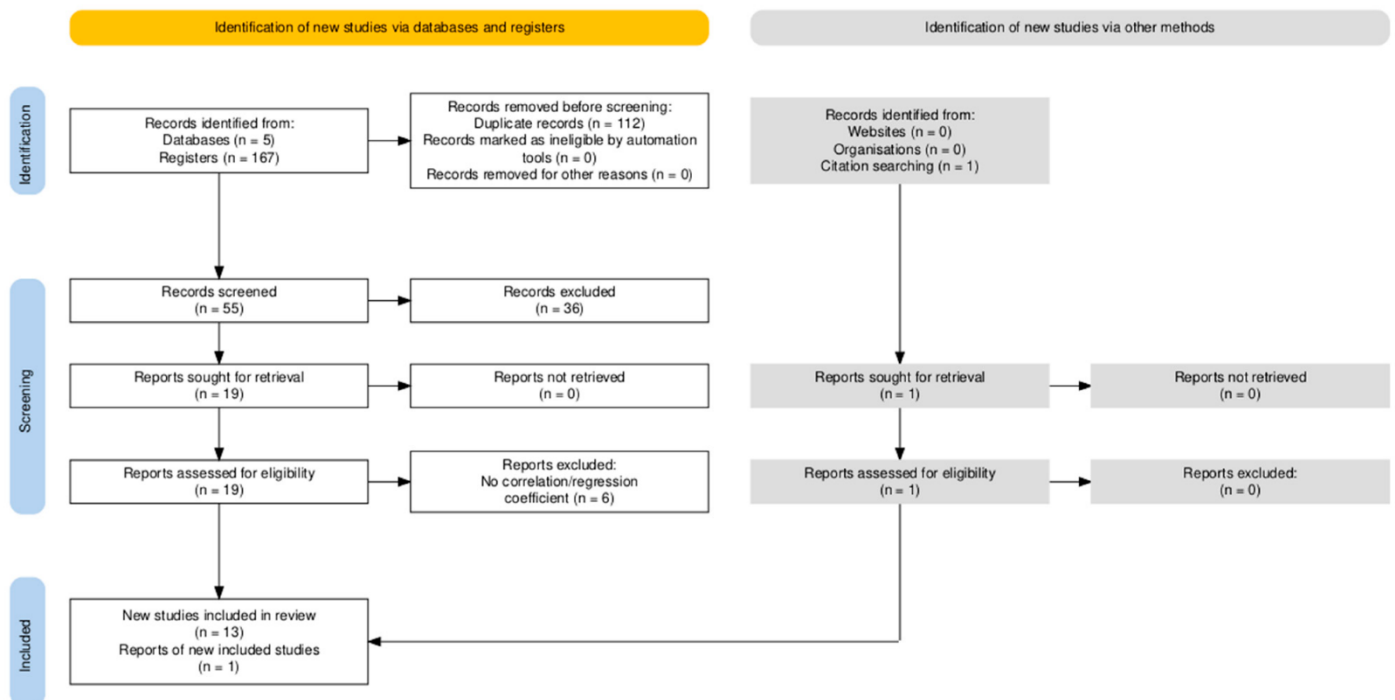 Identification of new studies via databases and registers
Identification of new studies via other methods
Identification
Records identified from:
Databases (n = 5)
Registers (n = 167)
Records removed before screening:
Duplicate records (n = 112)
Records marked as ineligible by automation
tools (n = 0)
Records removed for other reasons (n = 0)
Records identified from:
Websites (n = 0)
Organisations (n = 0)
Citation searching (n = 1)
Screening
Records screened
(n = 55)
Records excluded
(n = 36)
Reports sought for retrieval
(n = 19)
Reports not retrieved
(n = 0)
Reports sought for retrieval
(n = 1)
Reports not retrieved
(n = 0)
Reports assessed for eligibility
(n = 19)
Reports excluded:
No correlation/regression
coefficient (n = 6)
Reports assessed for eligibility
(n = 1)
Reports excluded:
(n = 0)
Included
New studies included in review
(n = 13)
Reports of new included studies
(n = 1)